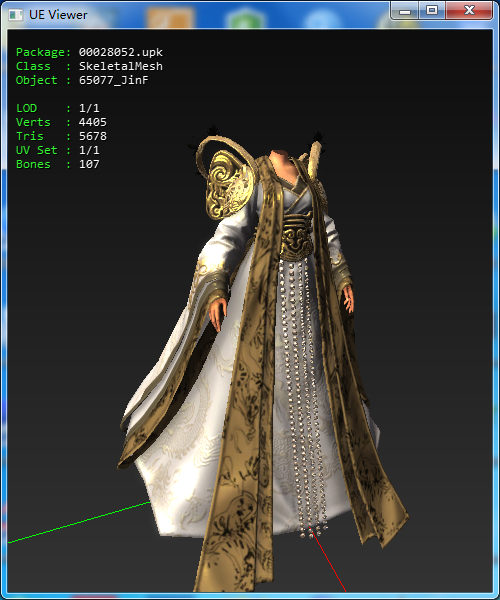 UE Viewer
Package: 00028052.upk
Class : SkeletalMesh
Object : 65077_JinF
LOD : 1/1
Verts : 4405
Tris : 5678
UV Set : 1/1
Bones : 107